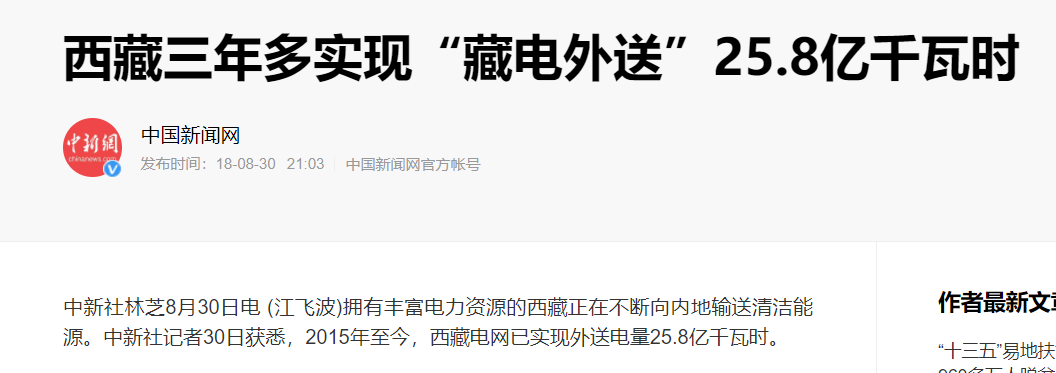 西藏三年多实现“藏电外送”25.8亿千瓦时
中新網
chinanews.com
中国新闻网
发布时间：18-08-30 21:03 中国新闻网官方帐号
中新社林芝8月30日电 (江飞波)拥有丰富电力资源的西藏正在不断向内地输送清洁能
源。中新社记者30日获悉，2015年至今，西藏电网已实现外送电量25.8亿千瓦时。
作者最新文章
“十三五”易地扶